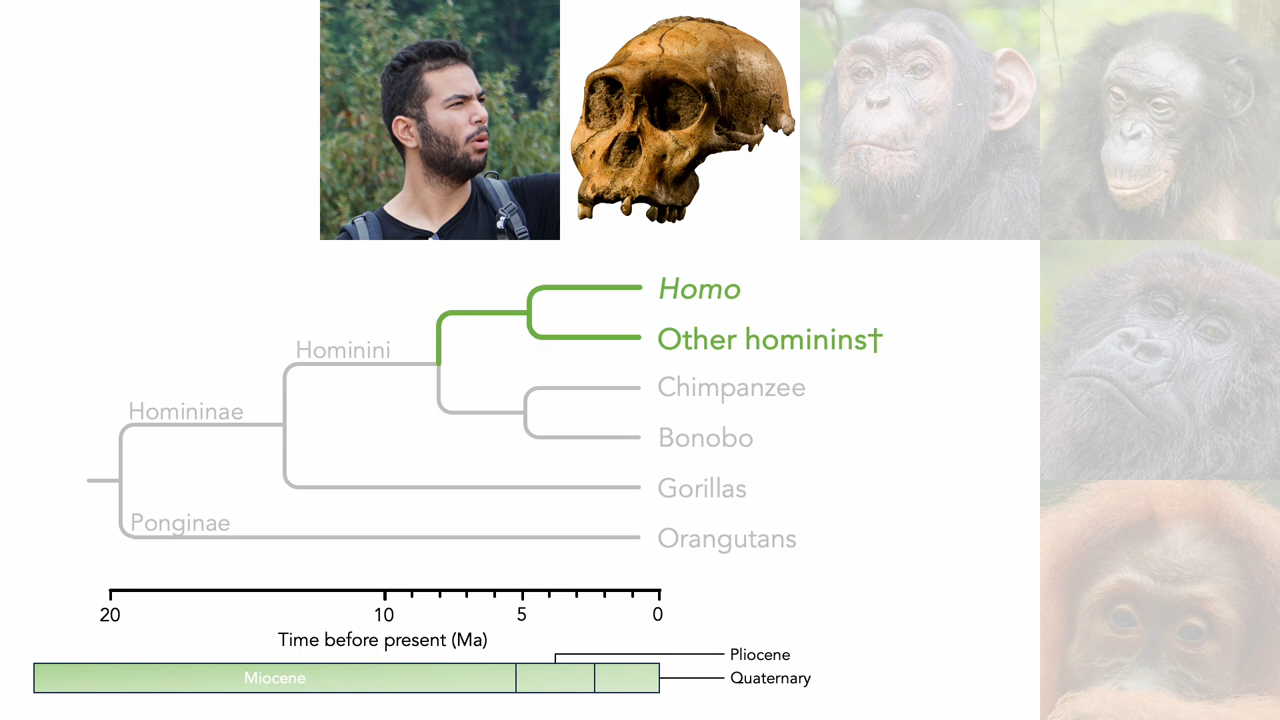 Homo
Other hominins†
Hominini
Chimpanzee
Homininae
Bonobo
Gorillas
Ponginae
Orangutans
20 10 5 0
Time before present (Ma)
Pliocene
Miocene
Quaternary